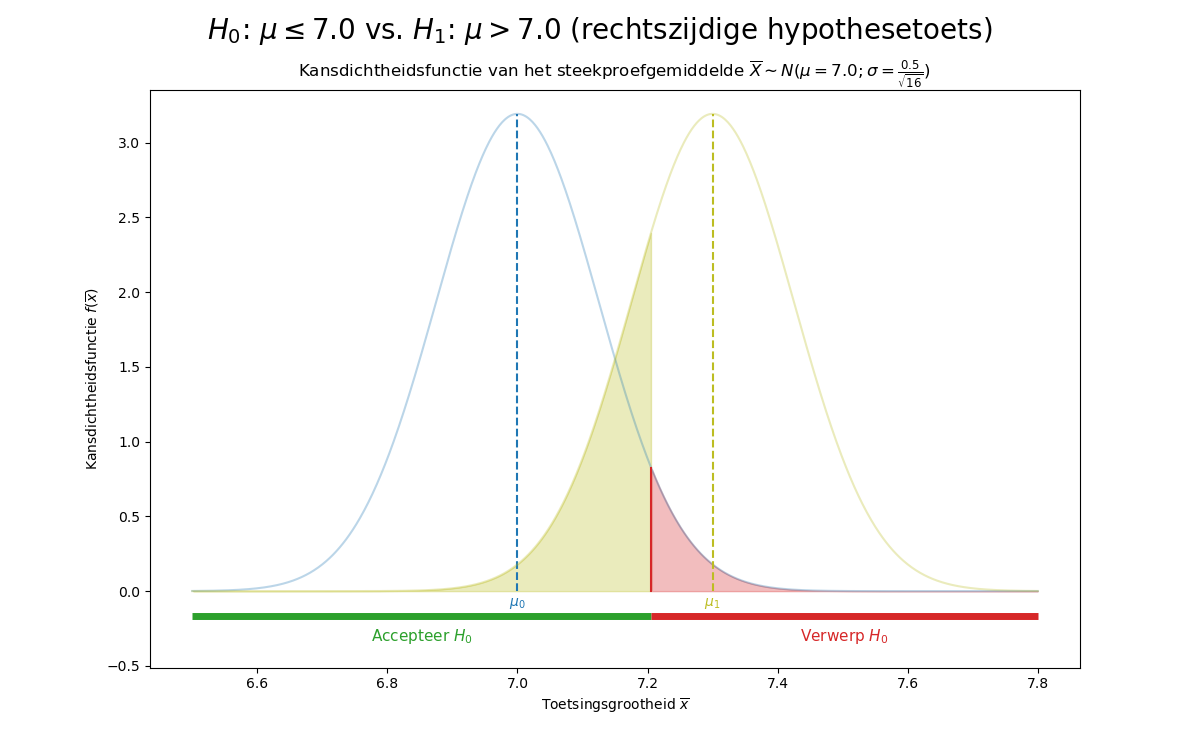 H₀: μ ≤ 7.0 vs. H₁: μ > 7.0 (rechtszijdige hypothesetoets)
Kansdichtheidsfunctie van het steekproefgemiddelde X̅ ~ N(μ = 7.0; σ = 0.5/√16)
Kansdichtheidsfunctie f(x̅)
3.0
2.5
2.0
1.5
1.0
0.5
0.0
−0.5
μ₀ μ₁
Accepteer H₀ Verwerp H₀
6.6 6.8 7.0 7.2 7.4 7.6 7.8
Toetsingsgrootheid x̅